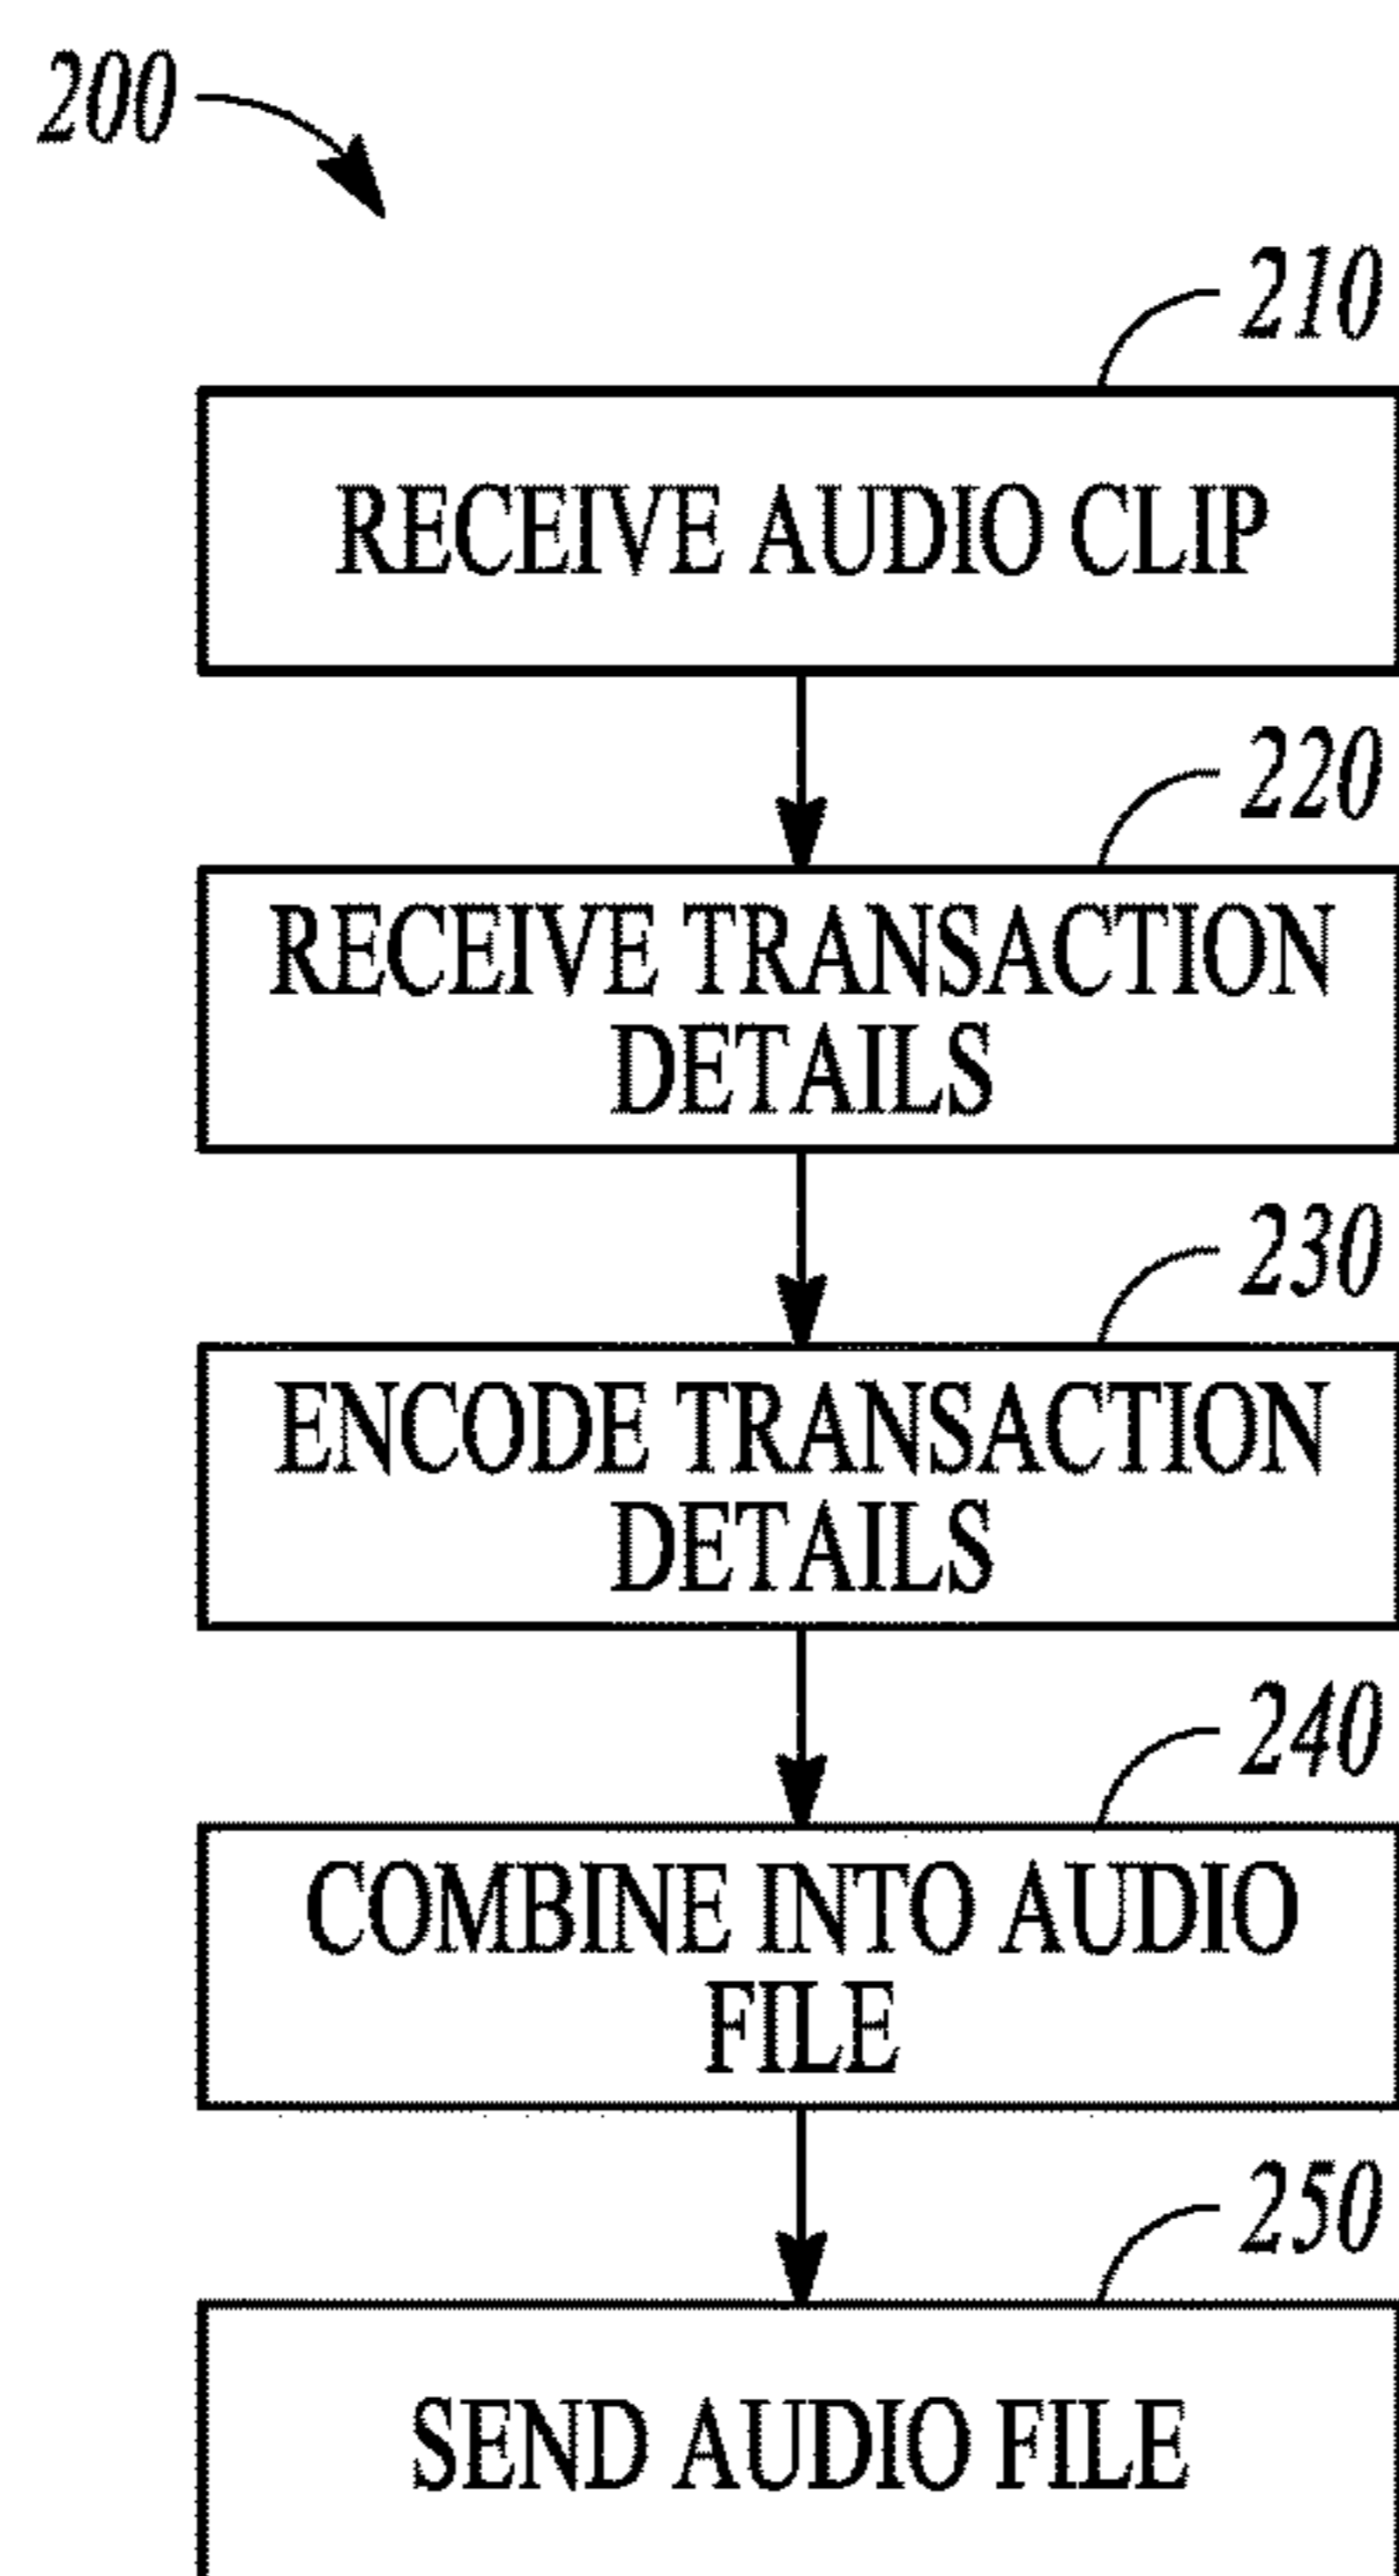 200
210
RECEIVE AUDIO CLIP
220
RECEIVE TRANSACTION
DETAILS
230
ENCODE TRANSACTION
DETAILS
240
COMBINE INTO AUDIO
FILE
250
SEND AUDIO FILE